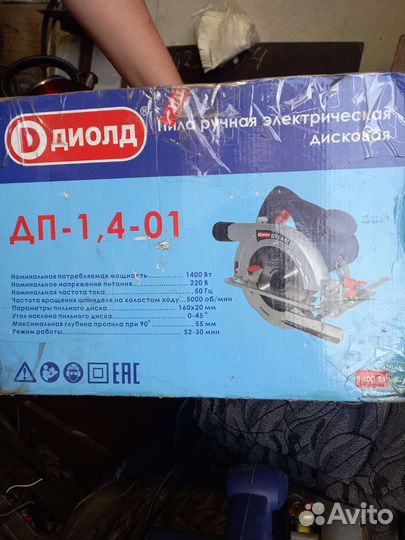 ДИОЛД ®
пила ручная электрическая
дисковая
ДП-1,4-01
Номинальная потребляемая мощность 1400 Вт
Номинальное напряжение питания 220 В
Номинальная частота тока 50 Гц
Частота вращения шпинделя на холостом ходу 5000 об/мин
Параметры пильного диска 160х20 мм
Угол наклона пильного диска 0-45°
Максимальная глубина пропила при 90° 55 мм
Режим работы S2-30 мин
ДИОЛД
EAC
1400 Вт
Avito